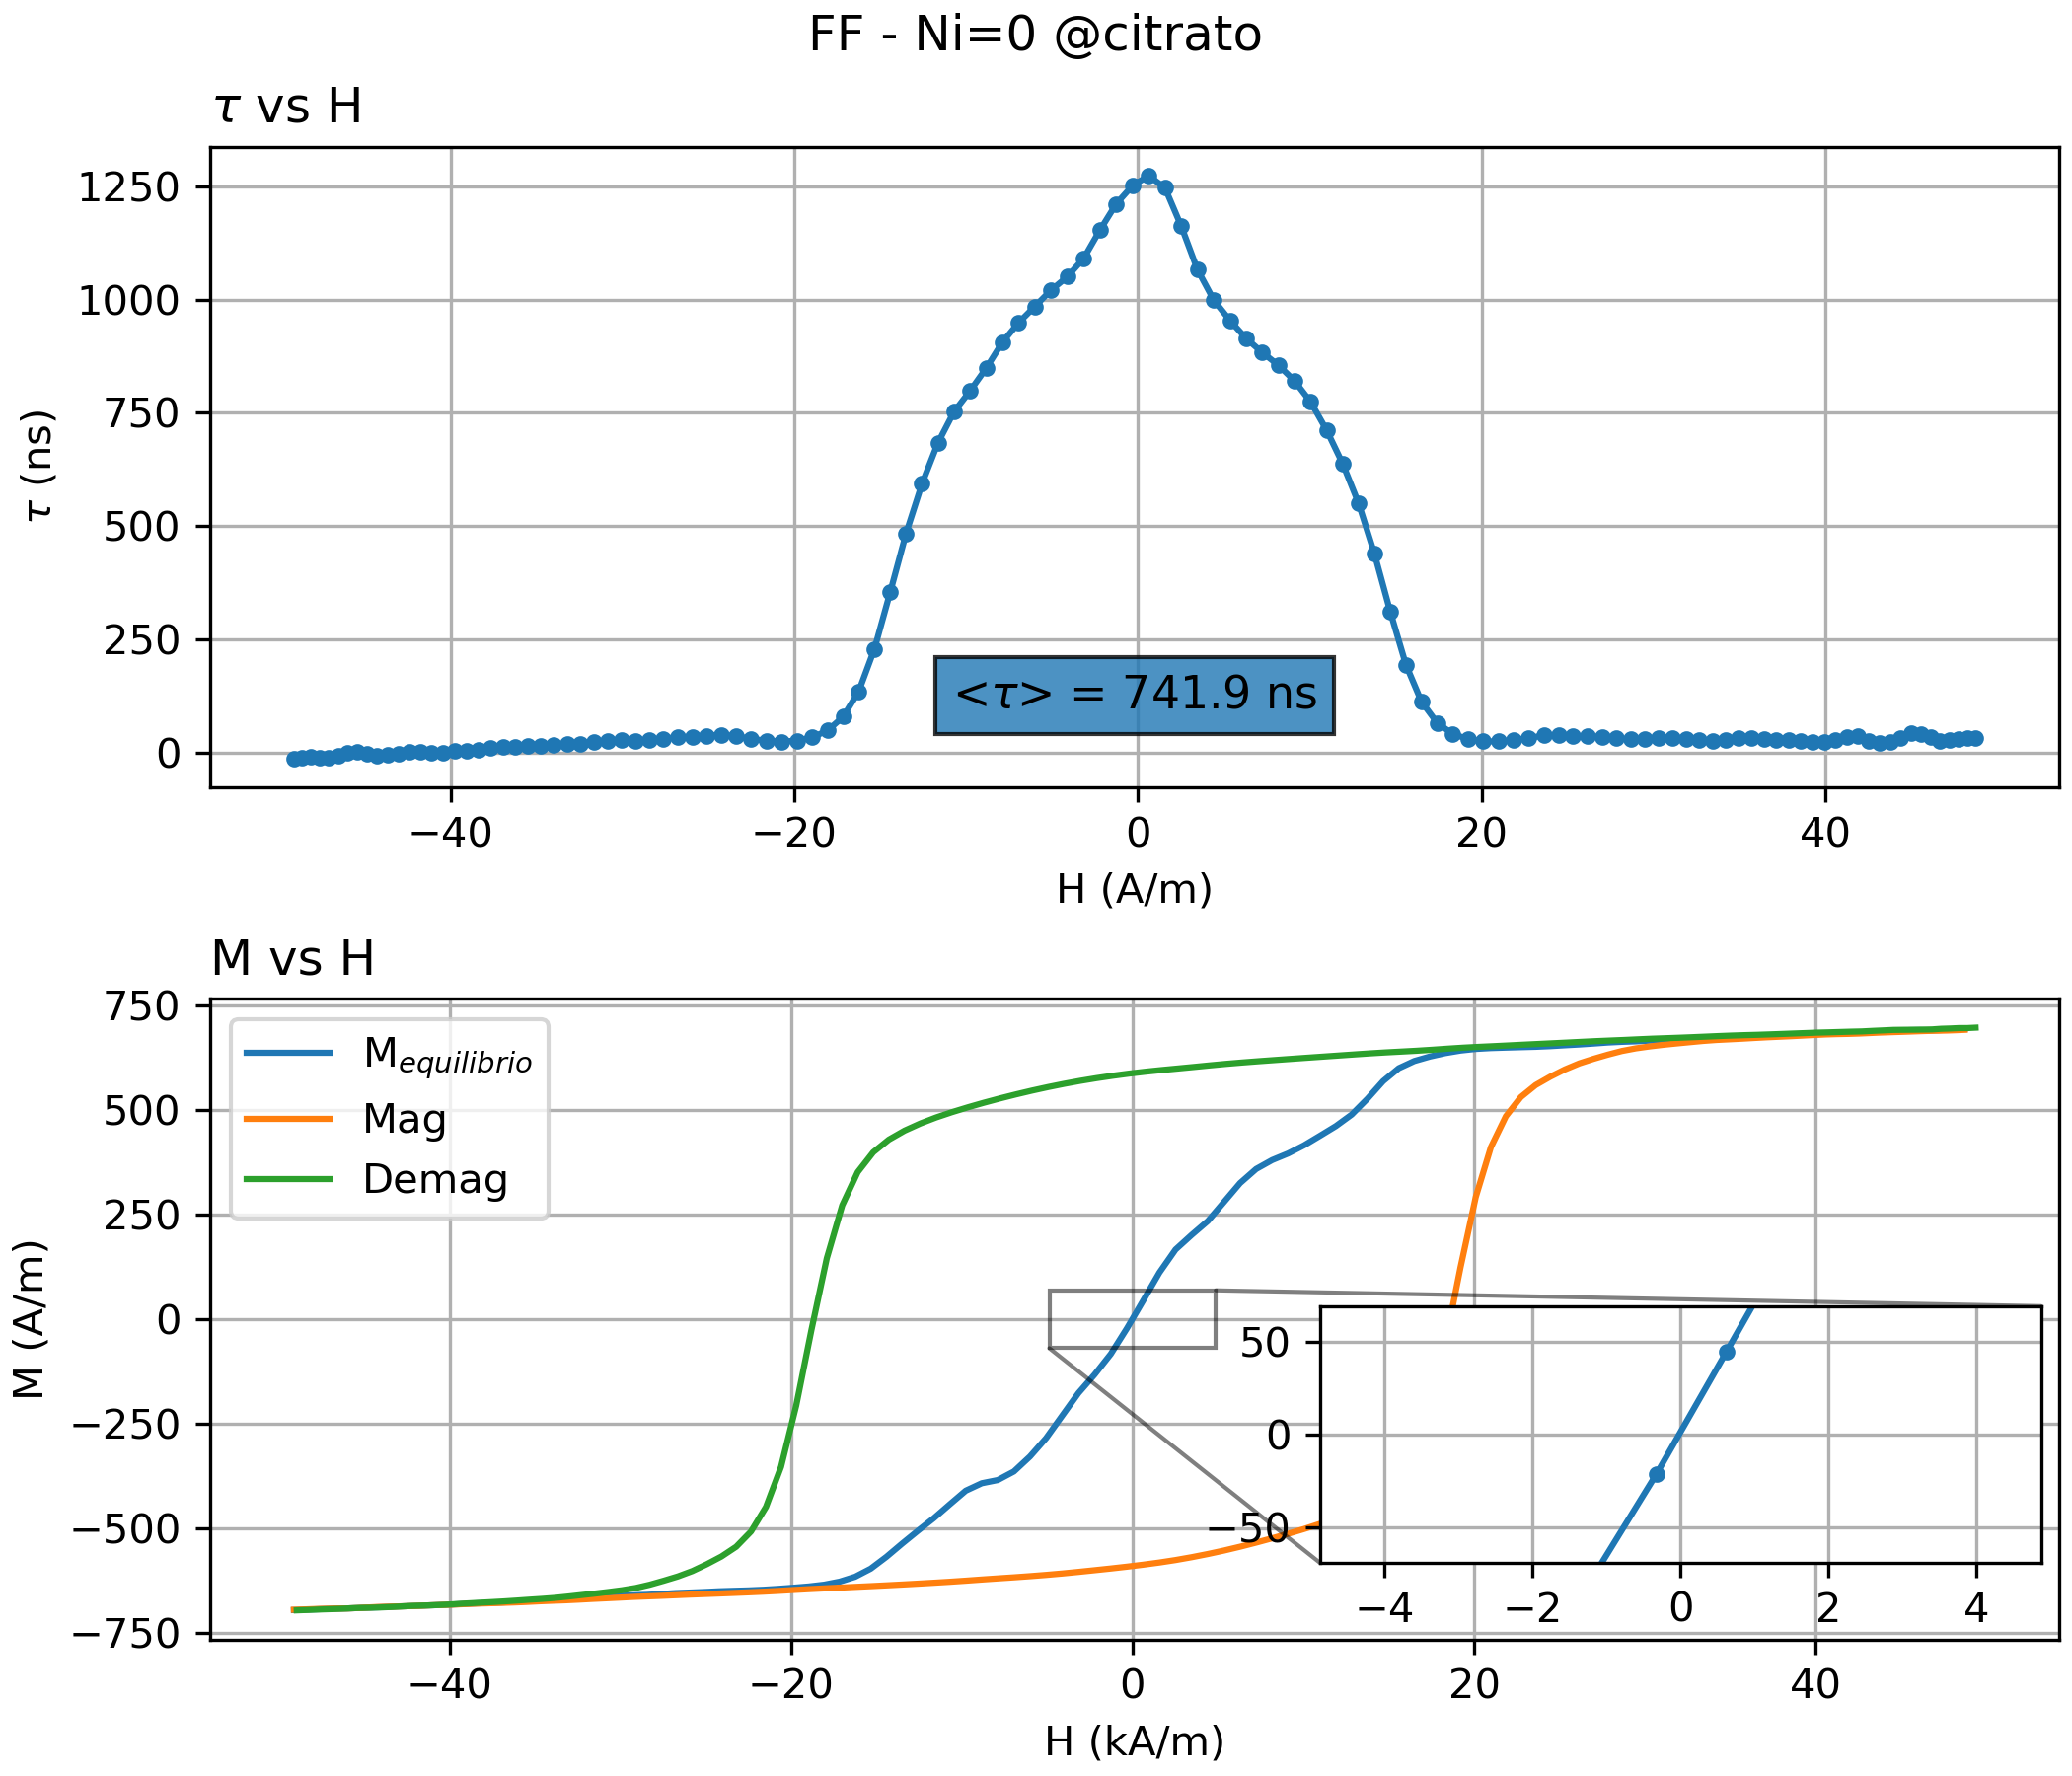 FF - Ni=0 @citrato
τ vs H
1250
1000
750
500
250
0
τ (ns)
−40 −20 0 20 40
H (A/m)
<τ> = 741.9 ns
M vs H
750
500
250
0
−250
−500
−750
M (A/m)
Mequilibrio
Mag
Demag
50
0
−50
−4 −2 0 2 4
−40 −20 0 20 40
H (kA/m)